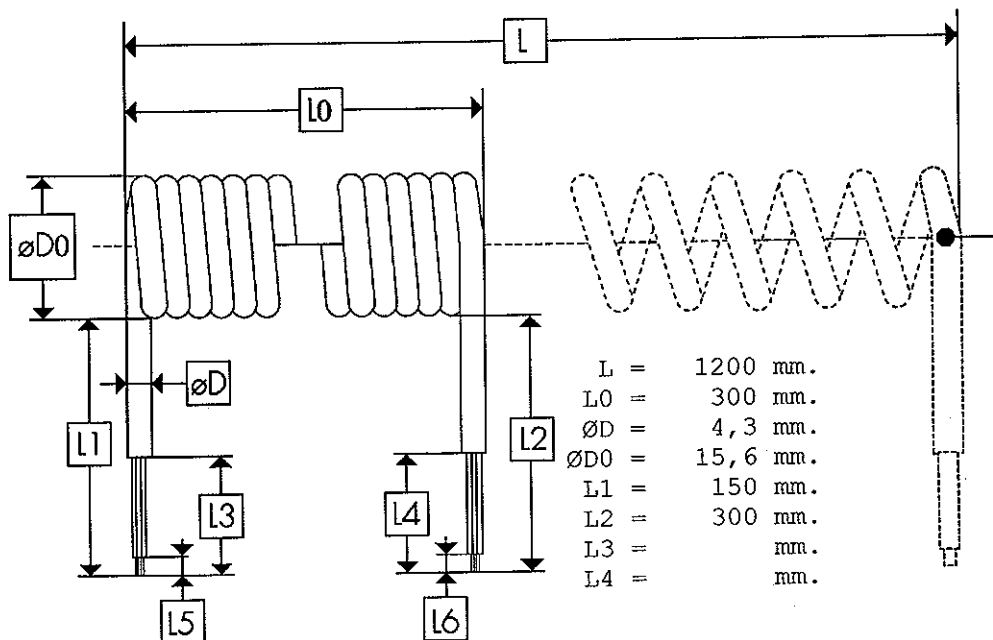 L
L0
øD0
øD
L1
L2
L3
L4
L5
L6
L = 1200 mm.
L0 = 300 mm.
ØD = 4,3 mm.
ØD0 = 15,6 mm.
L1 = 150 mm.
L2 = 300 mm.
L3 = mm.
L4 = mm.